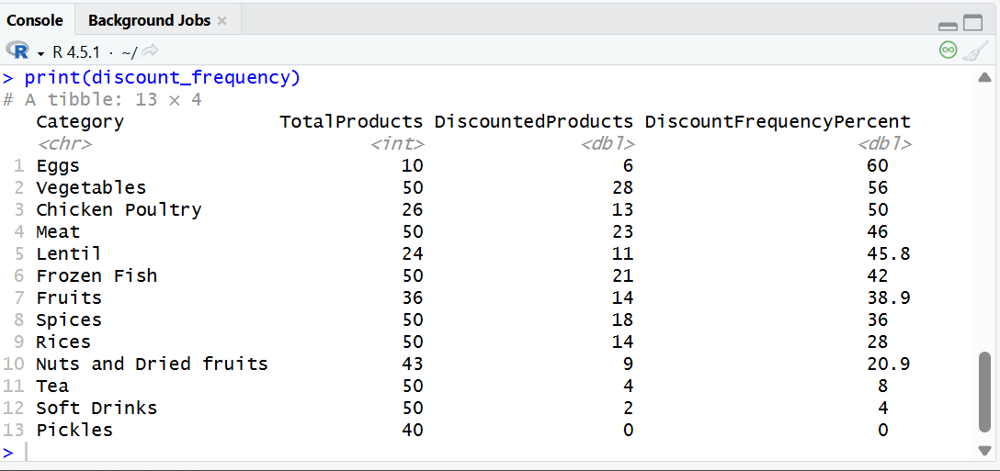 Console Background Jobs ×
R R 4.5.1 · ~/
> print(discount_frequency)
# A tibble: 13 × 4
Category TotalProducts DiscountedProducts DiscountFrequencyPercent
<chr> <int> <dbl> <dbl>
1 Eggs 10 6 60
2 Vegetables 50 28 56
3 Chicken Poultry 26 13 50
4 Meat 50 23 46
5 Lentil 24 11 45.8
6 Frozen Fish 50 21 42
7 Fruits 36 14 38.9
8 Spices 50 18 36
9 Rices 50 14 28
10 Nuts and Dried fruits 43 9 20.9
11 Tea 50 4 8
12 Soft Drinks 50 2 4
13 Pickles 40 0 0
>